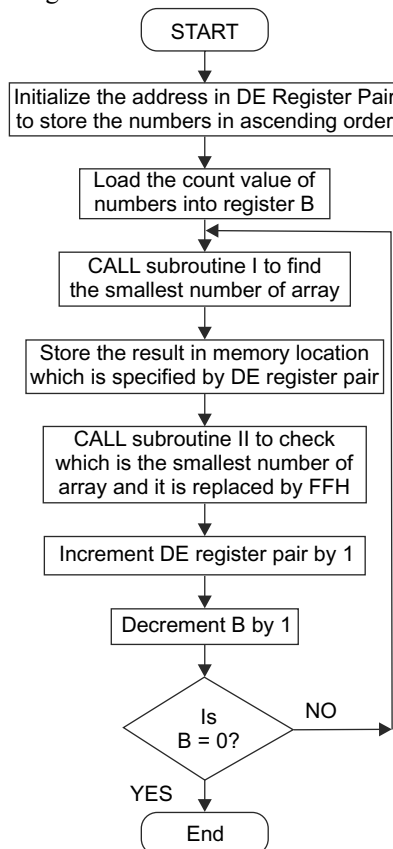 START
Initialize the address in DE Register Pair
to store the numbers in ascending order
Load the count value of
numbers into register B
CALL subroutine I to find
the smallest number of array
Store the result in memory location
which is specified by DE register pair
CALL subroutine II to check
which is the smallest number of
array and it is replaced by FFH
Increment DE register pair by 1
Decrement B by 1
Is
B = 0?
NO
YES
End